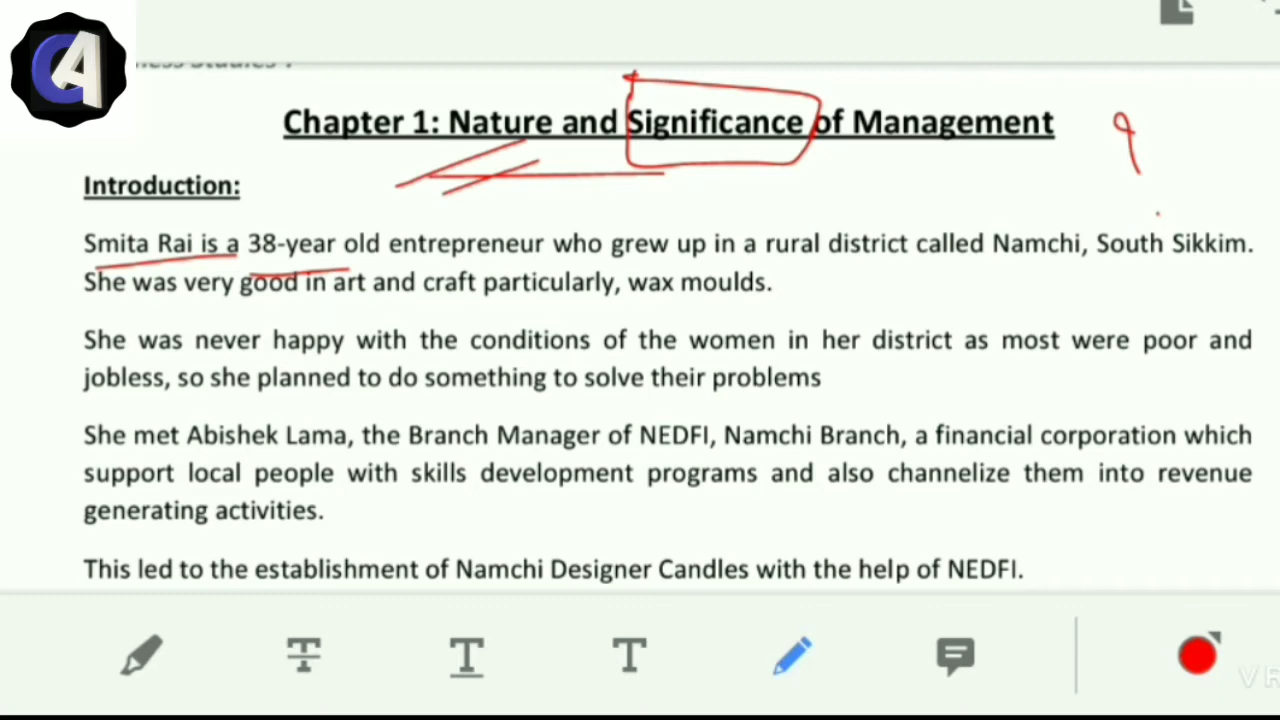 CA
Chapter 1: Nature and Significance of Management
9
Introduction:
Smita Rai is a 38-year old entrepreneur who grew up in a rural district called Namchi, South Sikkim.
She was very good in art and craft particularly, wax moulds.
She was never happy with the conditions of the women in her district as most were poor and
jobless, so she planned to do something to solve their problems
She met Abishek Lama, the Branch Manager of NEDFI, Namchi Branch, a financial corporation which
support local people with skills development programs and also channelize them into revenue
generating activities.
This led to the establishment of Namchi Designer Candles with the help of NEDFI.
T T T